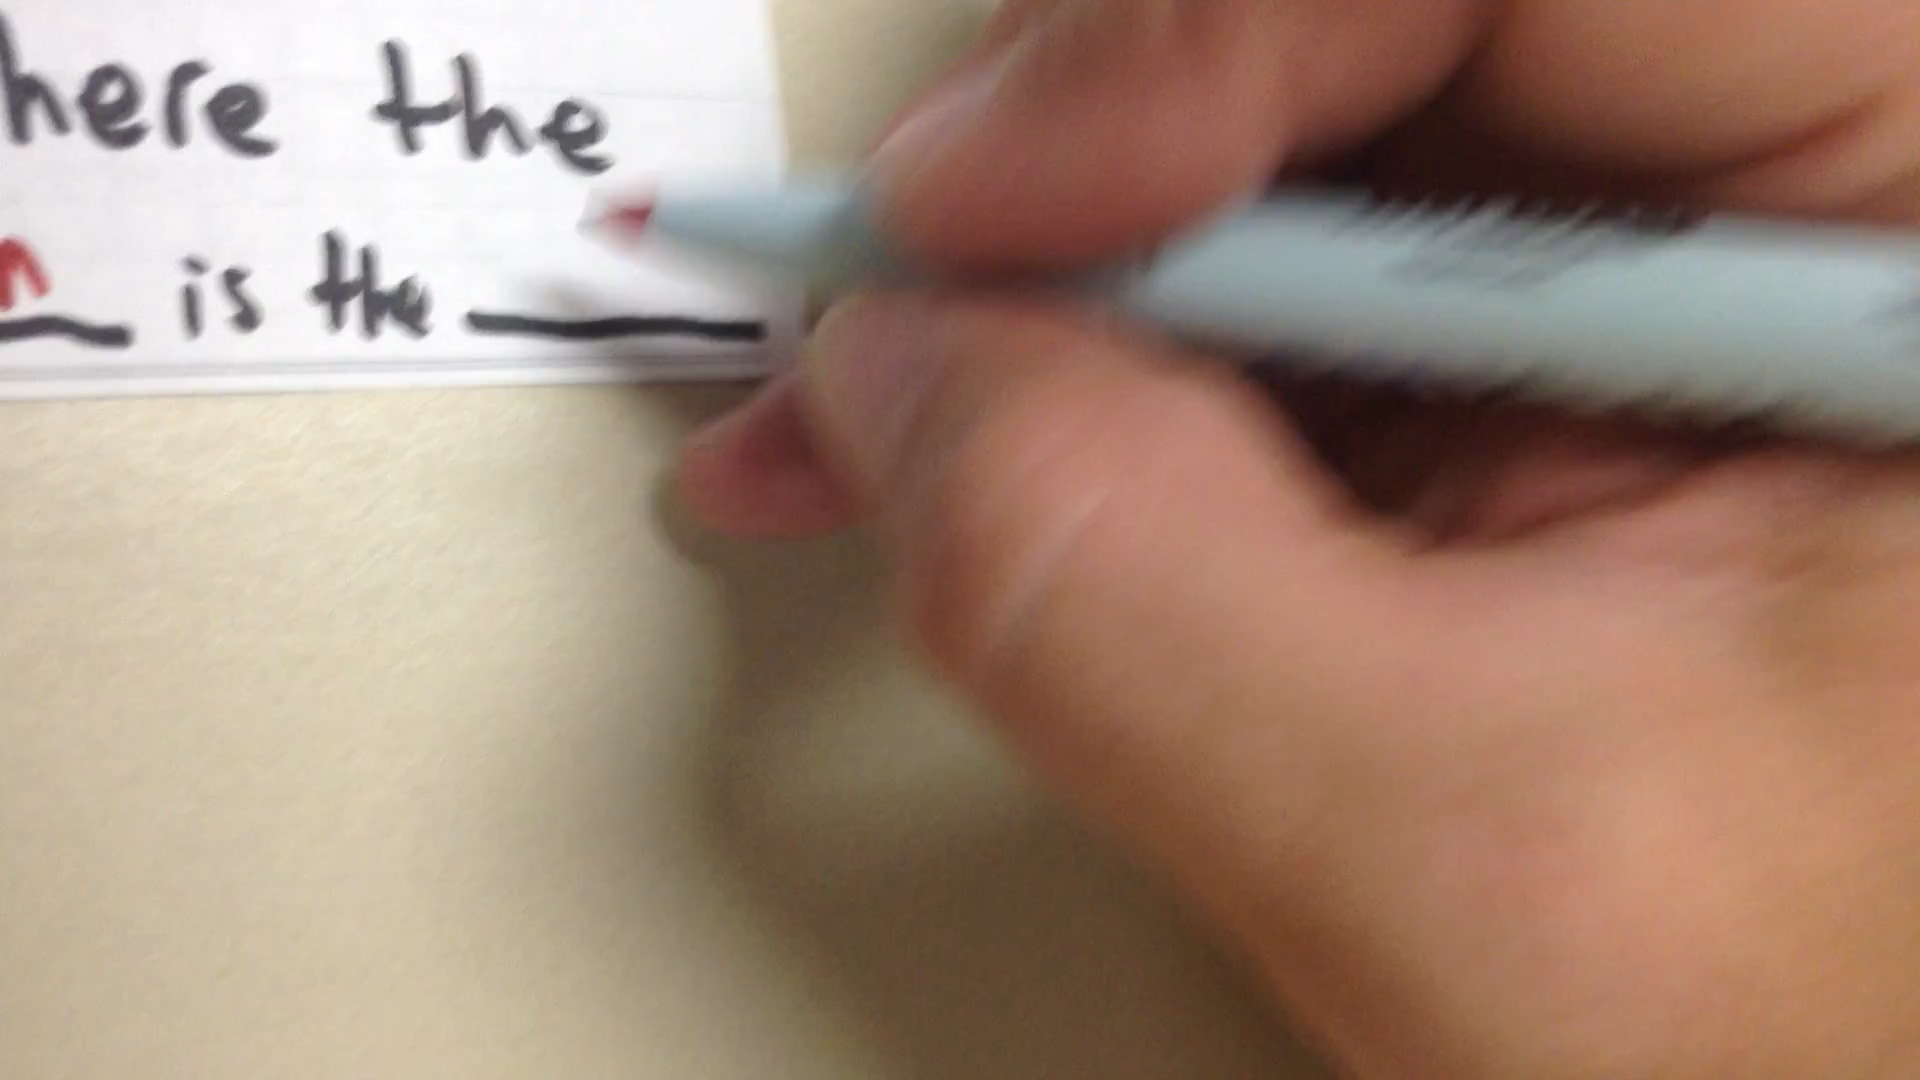 here the
n is the